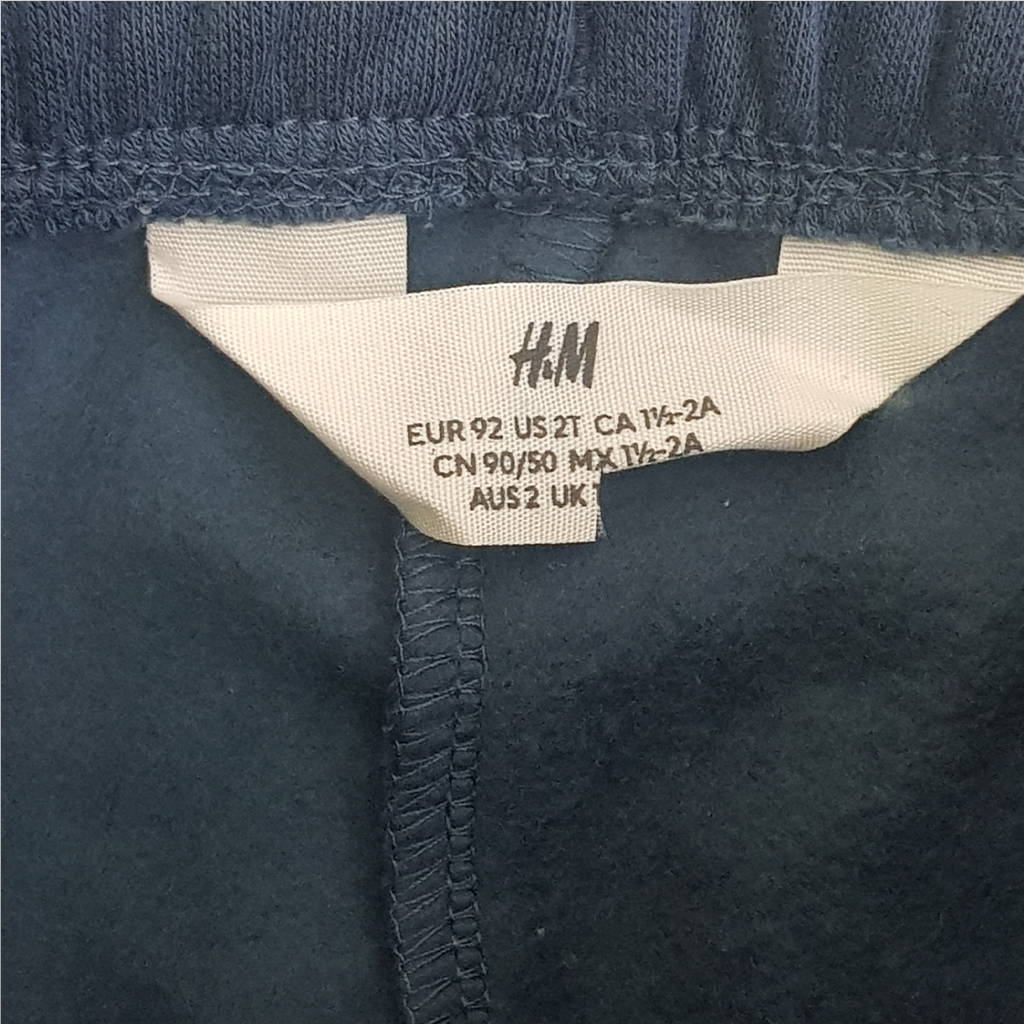 H&M
EUR 92 US 2T CA 1½-2A
CN 90/50 MX 1½-2A
AUS 2 UK